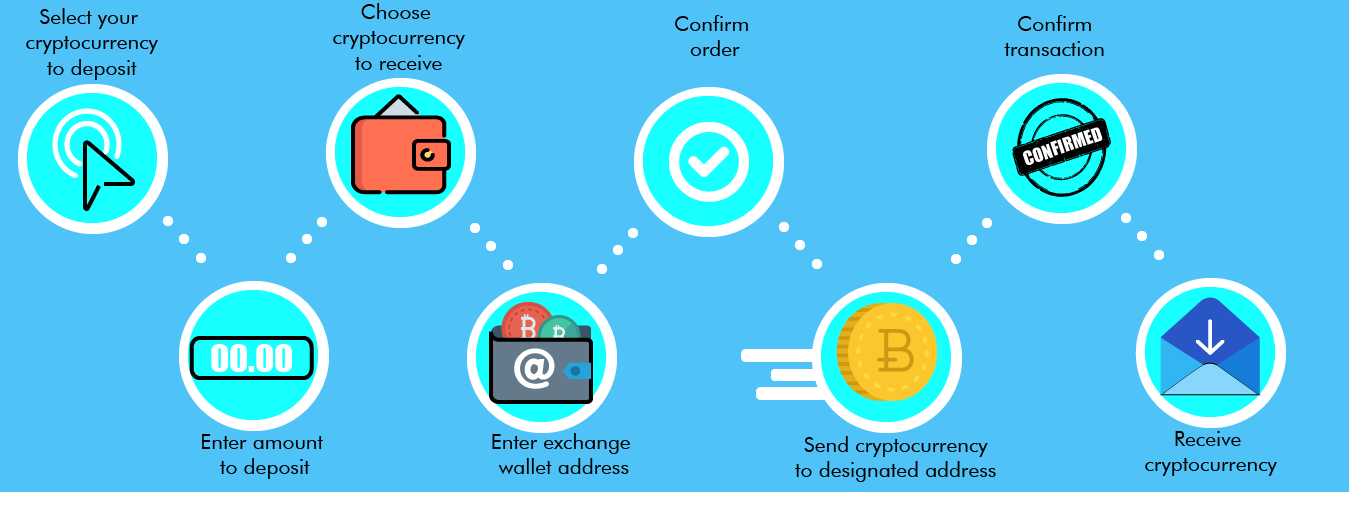 Select your
cryptocurrency
to deposit
00.00
Enter amount
to deposit
Choose
cryptocurrency
to receive
@
Enter exchange
wallet address
Confirm
order
Send cryptocurrency
to designated address
Confirm
transaction
CONFIRMED
Receive
cryptocurrency